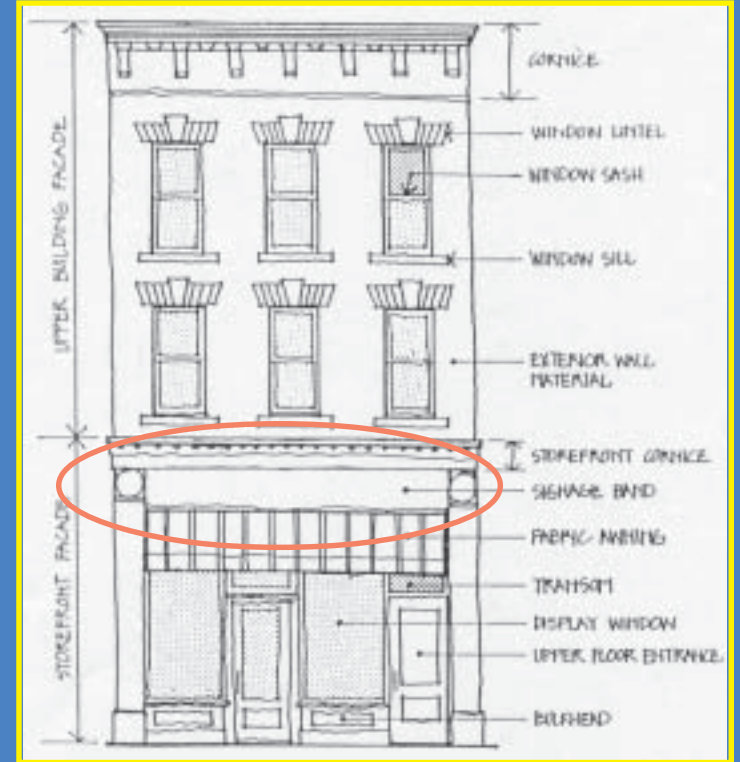 CORNICE
WINDOW LINTEL
WINDOW SASH
UPPER BUILDING FACADE
WINDOW SILL
EXTERIOR WALL
MATERIAL
STOREFRONT CORNICE
SIGNAGE BAND
FABRIC AWNING
STOREFRONT FACADE
TRANSOM
DISPLAY WINDOW
UPPER FLOOR ENTRANCE
BULKHEAD